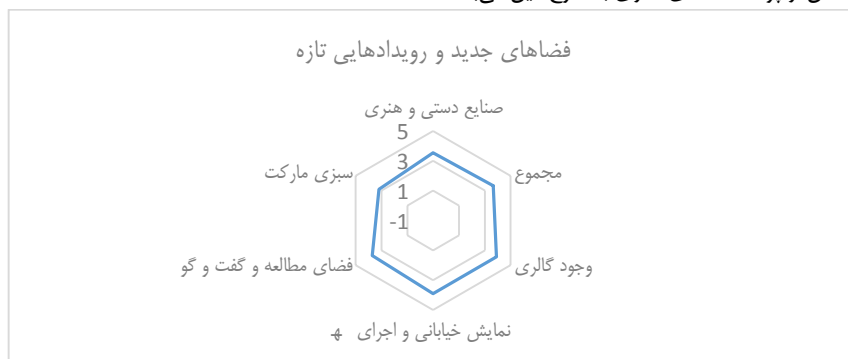 فضاهای جدید و رویدادهایی تازه
صنایع دستی و هنری
5
3
1
-1
مجموع
سبزی مارکت
وجود گالری
فضای مطالعه و گفت و گو
نمایش خیابانی و اجرای